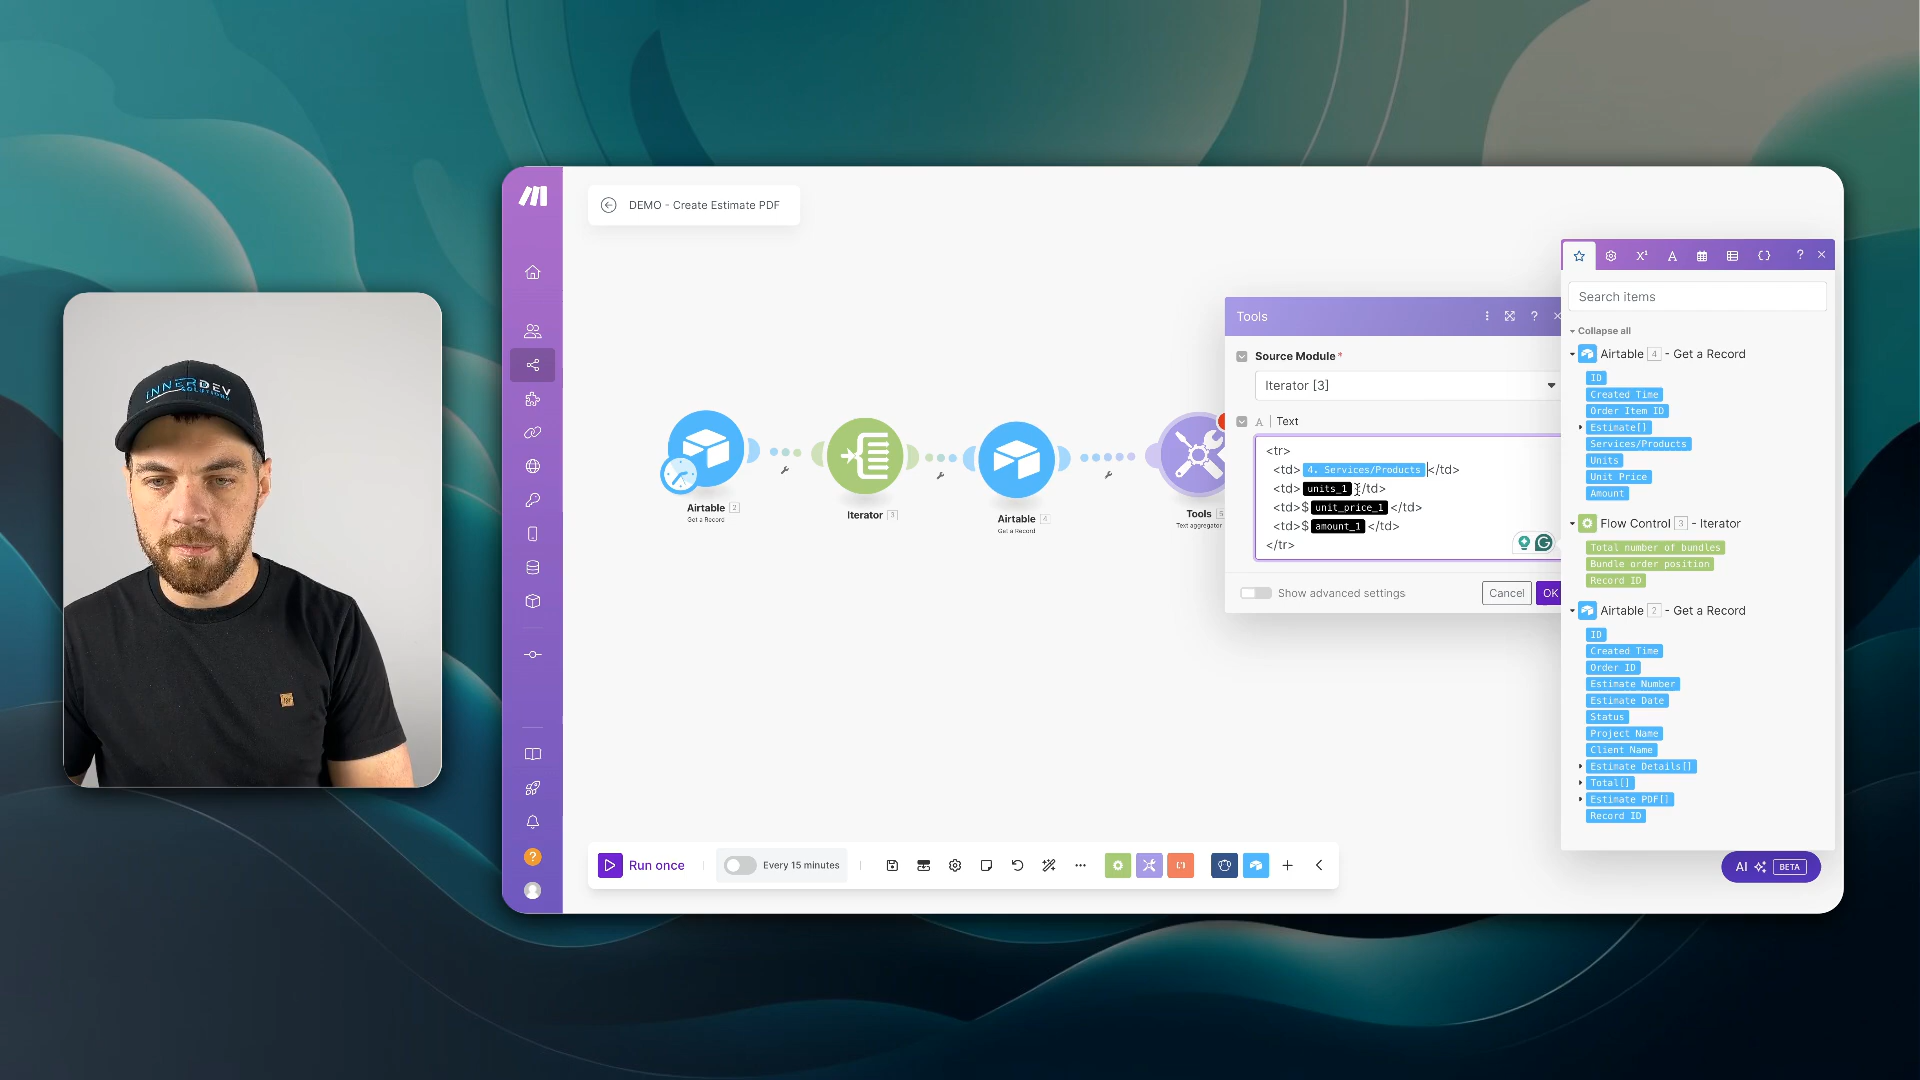 DEMO - Create Estimate PDF
INNERDEV
SOLUTIONS
Airtable 2
Get a Record
Iterator 3
Airtable 4
Get a Record
Tools 5
Text aggregator
Tools
?
Source Module*
Iterator [3]
A Text
<tr>
<td> 4. Services/Products </td>
<td> units_1 </td>
<td>$ unit_price_1 </td>
<td>$ amount_1 </td>
</tr>
Show advanced settings
Cancel
OK
Search items
Collapse all
Airtable 4 - Get a Record
ID
Created Time
Order Item ID
Estimate[]
Services/Products
Units
Unit Price
Amount
Flow Control 3 - Iterator
Total number of bundles
Bundle order position
Record ID
Airtable 2 - Get a Record
ID
Created Time
Order ID
Estimate Number
Estimate Date
Status
Project Name
Client Name
Estimate Details[]
Total[]
Estimate PDF[]
Record ID
Run once
Every 15 minutes
AI BETA